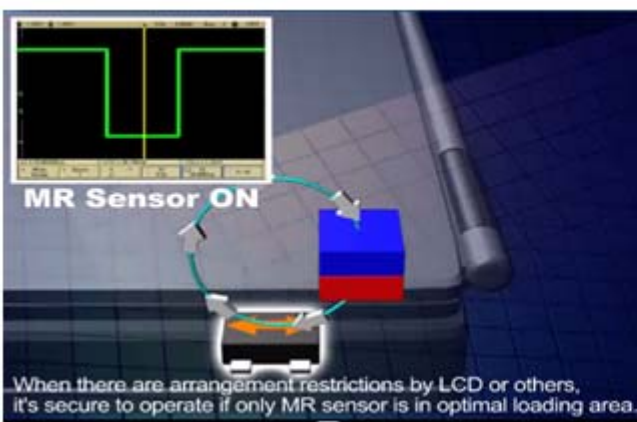 MR Sensor ON
When there are arrangement restrictions by LCD or others,
it's secure to operate if only MR sensor is in optimal loading area.